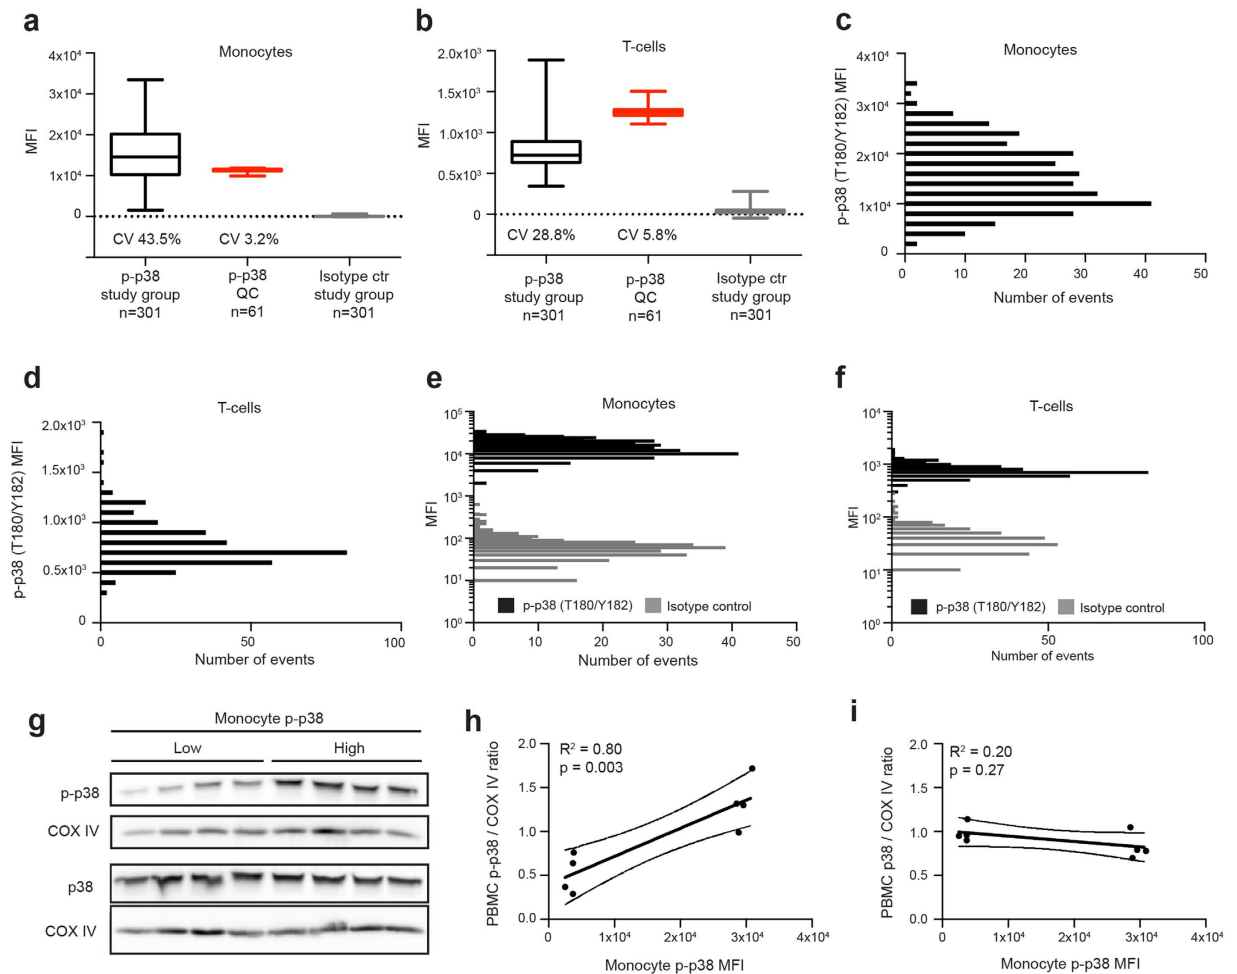 a
Monocytes
MFI
4x10⁴
3x10⁴
2x10⁴
1x10⁴
0
CV 43.5%
CV 3.2%
p-p38
study group
n=301
p-p38
QC
n=61
Isotype ctr
study group
n=301
b
T-cells
MFI
2.0x10³
1.5x10³
1.0x10³
0.5x10³
0
CV 28.8%
CV 5.8%
p-p38
study group
n=301
p-p38
QC
n=61
Isotype ctr
study group
n=301
c
Monocytes
p-p38 (T180/Y182) MFI
4x10⁴
3x10⁴
2x10⁴
1x10⁴
0
0 10 20 30 40 50
Number of events
d
T-cells
p-p38 (T180/Y182) MFI
2.0x10³
1.5x10³
1.0x10³
0.5x10³
0
0 50 100
Number of events
e
Monocytes
MFI
10⁵
10⁴
10³
10²
10¹
10⁰
p-p38 (T180/Y182) Isotype control
0 10 20 30 40 50
Number of events
f
T-cells
MFI
10⁴
10³
10²
10¹
10⁰
p-p38 (T180/Y182) Isotype control
0 50 100
Number of events
g
Monocyte p-p38
Low High
p-p38
COX IV
p38
COX IV
h
PBMC p-p38 / COX IV ratio
R² = 0.80
p = 0.003
2.0
1.5
1.0
0.5
0.0
0 1x10⁴ 2x10⁴ 3x10⁴ 4x10⁴
Monocyte p-p38 MFI
i
PBMC p38 / COX IV ratio
R² = 0.20
p = 0.27
2.0
1.5
1.0
0.5
0.0
0 1x10⁴ 2x10⁴ 3x10⁴ 4x10⁴
Monocyte p-p38 MFI